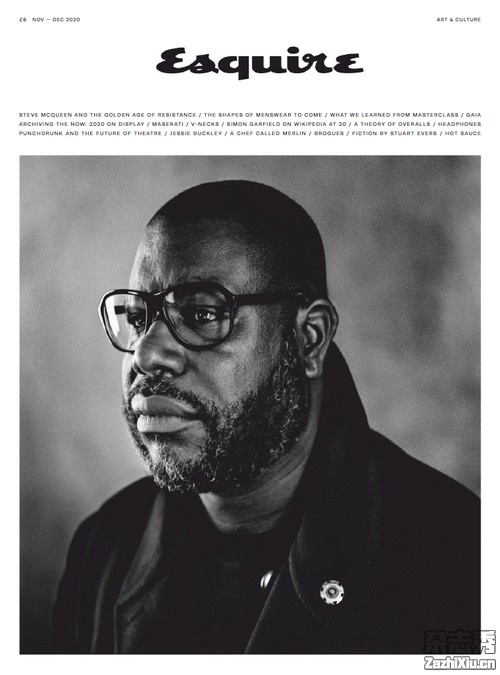 £6 NOV — DEC 2020
ART & CULTURE
Esquire
STEVE MCQUEEN AND THE GOLDEN AGE OF RESISTANCE / THE SHAPES OF MENSWEAR TO COME / WHAT WE LEARNED FROM MASTERCLASS / GAIA
ARCHIVING THE NOW: 2020 ON DISPLAY / MASERATI / V-NECKS / SIMON GARFIELD ON WIKIPEDIA AT 20 / A THEORY OF OVERALLS / HEADPHONES
PUNCHDRUNK AND THE FUTURE OF THEATRE / JESSIE BUCKLEY / A CHEF CALLED MERLIN / BROGUES / FICTION BY STUART EVERS / HOT SAUCE
杂志秀
ZazhiXiu.cn